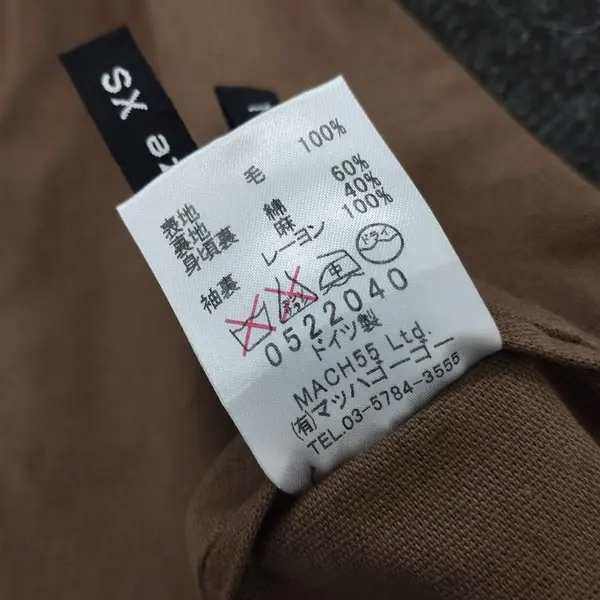 XS
表地 毛 100%
裏地
身頃裏 綿 60%
麻 40%
袖裏 レーヨン 100%
中 ドライ
0522040
ドイツ製
MACH55 Ltd.
(有)マッハゴーゴー
TEL.03-5784-3555